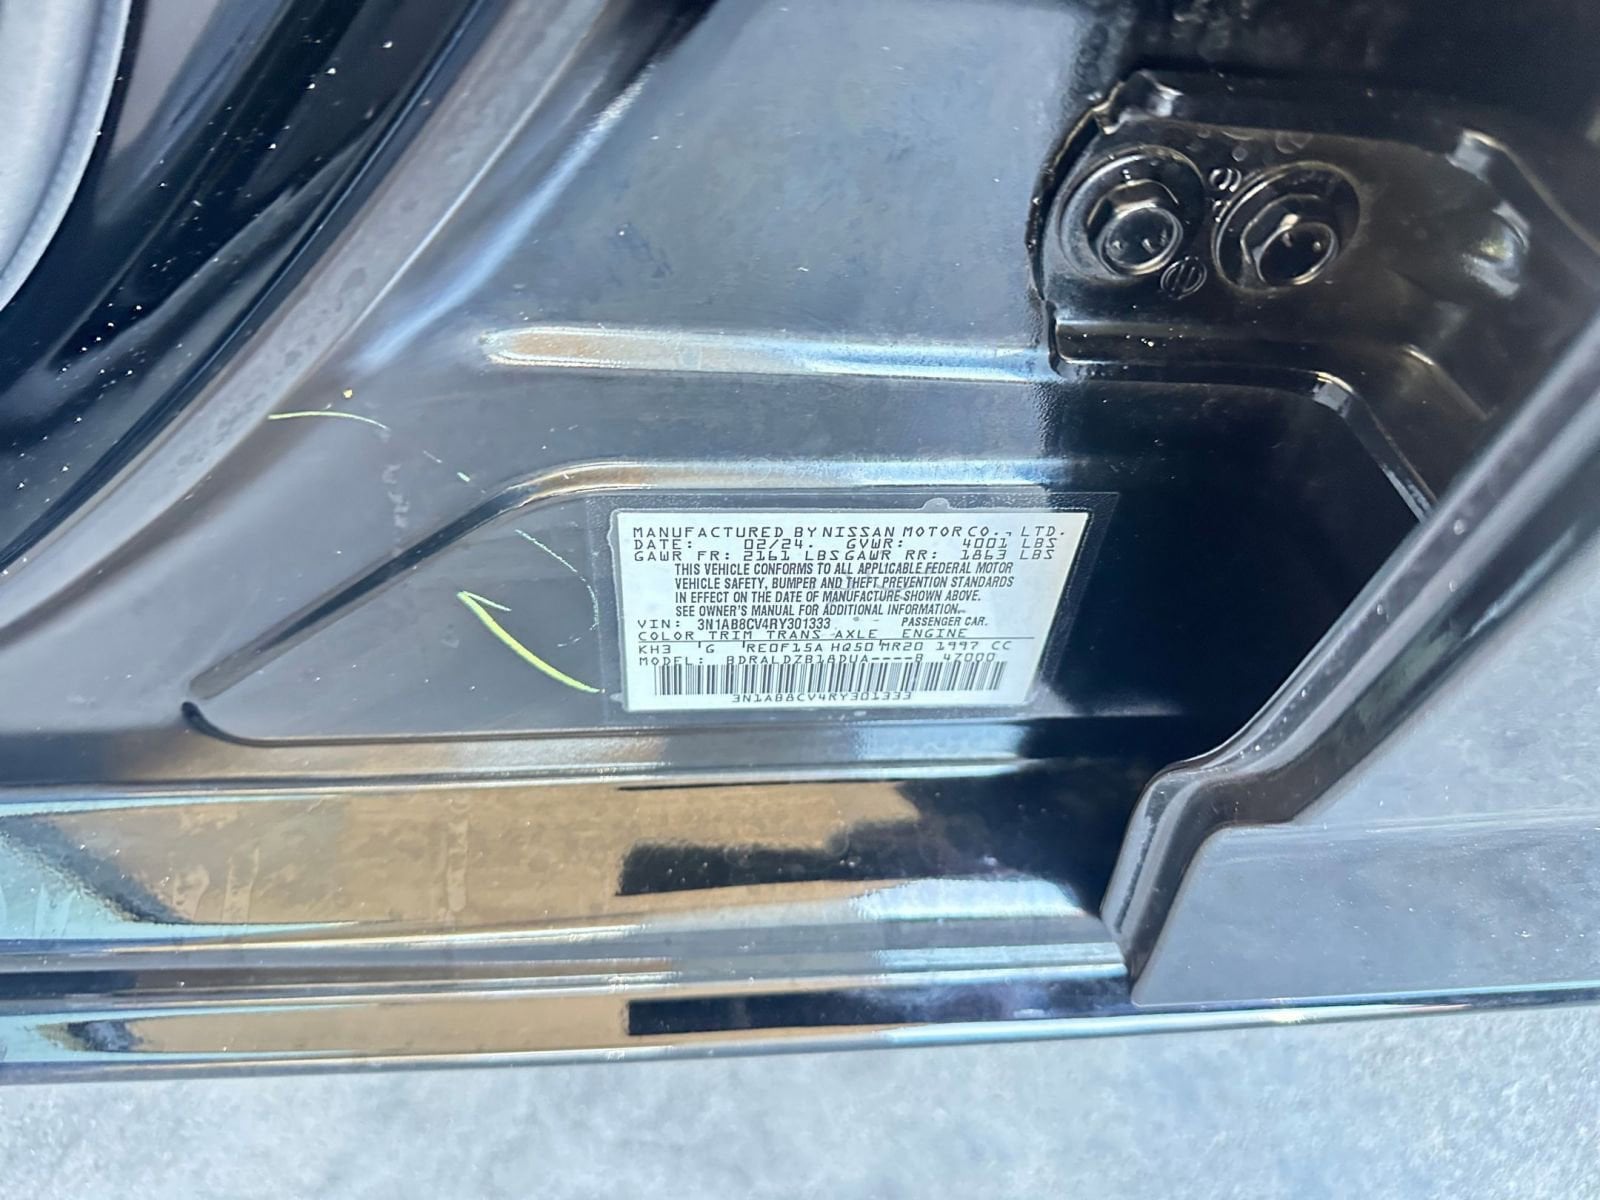 MANUFACTURED BY NISSAN MOTOR CO., LTD.
DATE: 02/24 GVWR: 4001 LBS
GAWR FR: 2161 LBS GAWR RR: 1863 LBS
THIS VEHICLE CONFORMS TO ALL APPLICABLE FEDERAL MOTOR
VEHICLE SAFETY, BUMPER AND THEFT PREVENTION STANDARDS
IN EFFECT ON THE DATE OF MANUFACTURE SHOWN ABOVE.
SEE OWNER'S MANUAL FOR ADDITIONAL INFORMATION.
VIN: 3N1AB8CV4RY301333 PASSENGER CAR.
COLOR TRIM TRANS AXLE ENGINE
KH3 G RE0F15A HQ50 MR20 1997 CC
MODEL: BDRALDZB18DUA----B 47000
3N1AB8CV4RY301333